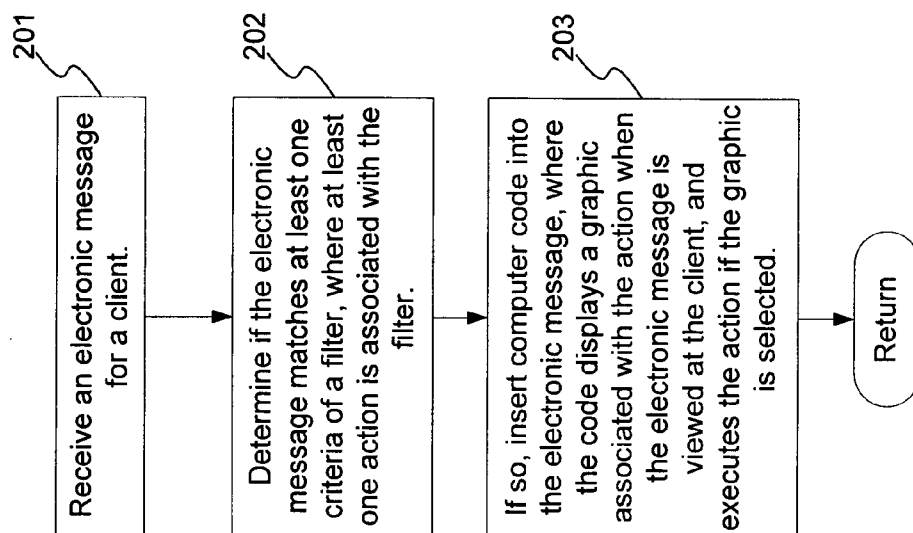 201
Receive an electronic message
for a client.
202
Determine if the electronic
message matches at least one
criteria of a filter, where at least
one action is associated with the
filter.
203
If so, insert computer code into
the electronic message, where
the code displays a graphic
associated with the action when
the electronic message is
viewed at the client, and
executes the action if the graphic
is selected.
Return